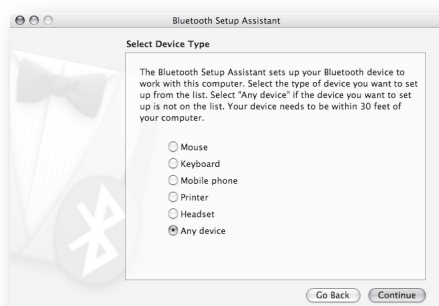 Bluetooth Setup Assistant
Select Device Type
The Bluetooth Setup Assistant sets up your Bluetooth device to
work with this computer. Select the type of device you want to set
up from the list. Select "Any device" if the device you want to set
up is not on the list. Your device needs to be within 30 feet of
your computer.
Mouse
Keyboard
Mobile phone
Printer
Headset
Any device
Go Back Continue